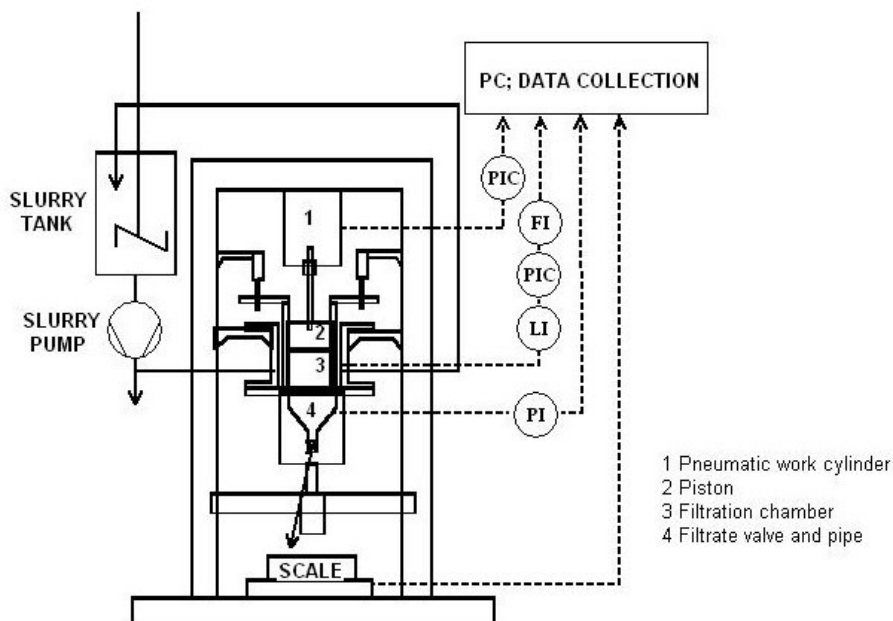 PC; DATA COLLECTION
PIC
SLURRY
TANK
1
FI
PIC
SLURRY
PUMP
2
LI
3
4
PI
1 Pneumatic work cylinder
2 Piston
3 Filtration chamber
4 Filtrate valve and pipe
SCALE